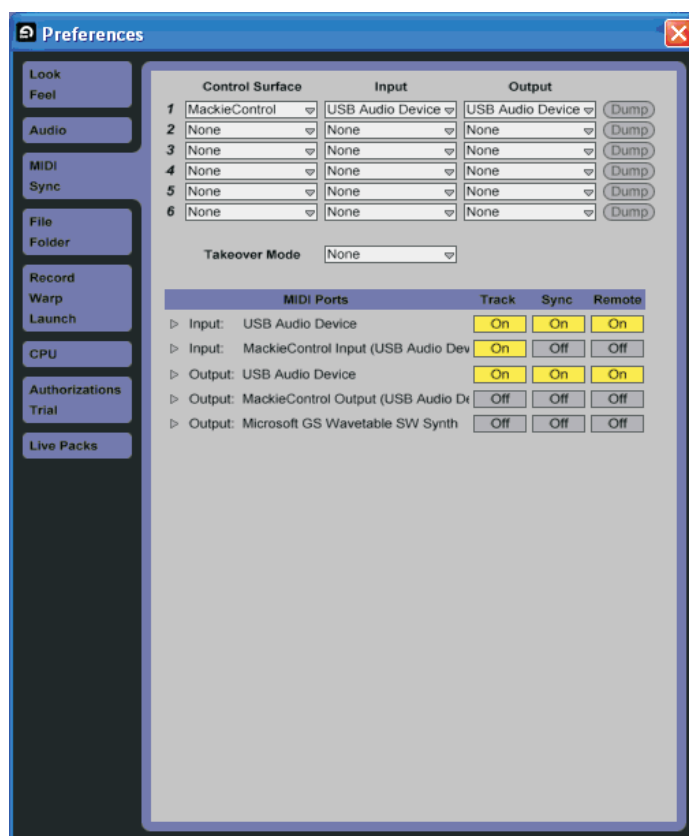 Preferences
Look
Feel
Audio
MIDI
Sync
File
Folder
Record
Warp
Launch
CPU
Authorizations
Trial
Live Packs
Control Surface Input Output
1 MackieControl USB Audio Device USB Audio Device Dump
2 None None None Dump
3 None None None Dump
4 None None None Dump
5 None None None Dump
6 None None None Dump
Takeover Mode None
MIDI Ports Track Sync Remote
Input: USB Audio Device On On On
Input: MackieControl Input (USB Audio Dev On Off Off
Output: USB Audio Device On On On
Output: MackieControl Output (USB Audio De Off Off Off
Output: Microsoft GS Wavetable SW Synth Off Off Off